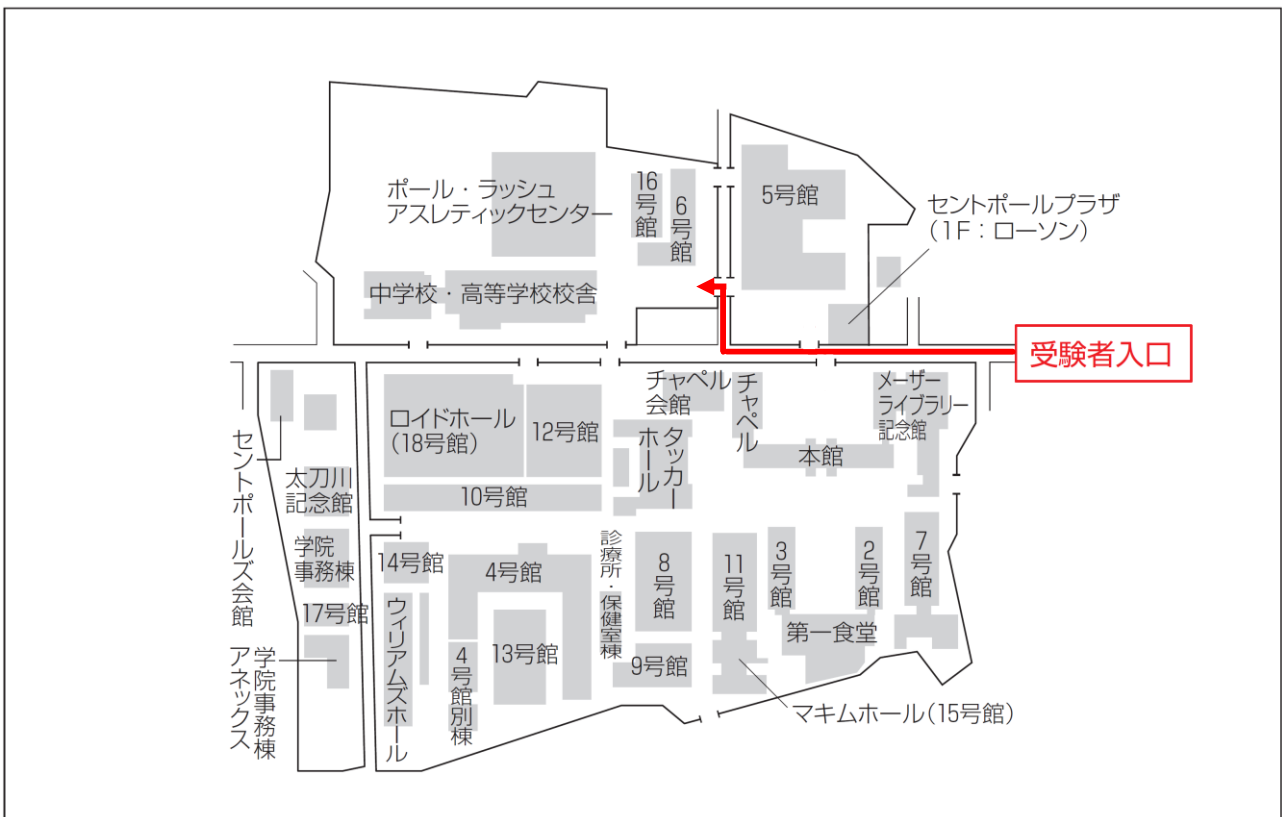 ポール・ラッシュ
アスレティックセンター
16号館
6号館
5号館
セントポールプラザ
(1F:ローソン)
中学校・高等学校校舎
受験者入口
ロイドホール
(18号館)
12号館
チャペル
会館
チャペル
メーザー
ライブラリー
記念館
タッカー
ホール
本館
10号館
セントポールズ会館
太刀川
記念館
学院
事務棟
17号館
学院事務棟
アネックス
14号館
ウィリアムズホール
4号館
13号館
4号館別棟
診療所・保健室棟
8号館
9号館
11号館
3号館
2号館
7号館
第一食堂
マキムホール(15号館)